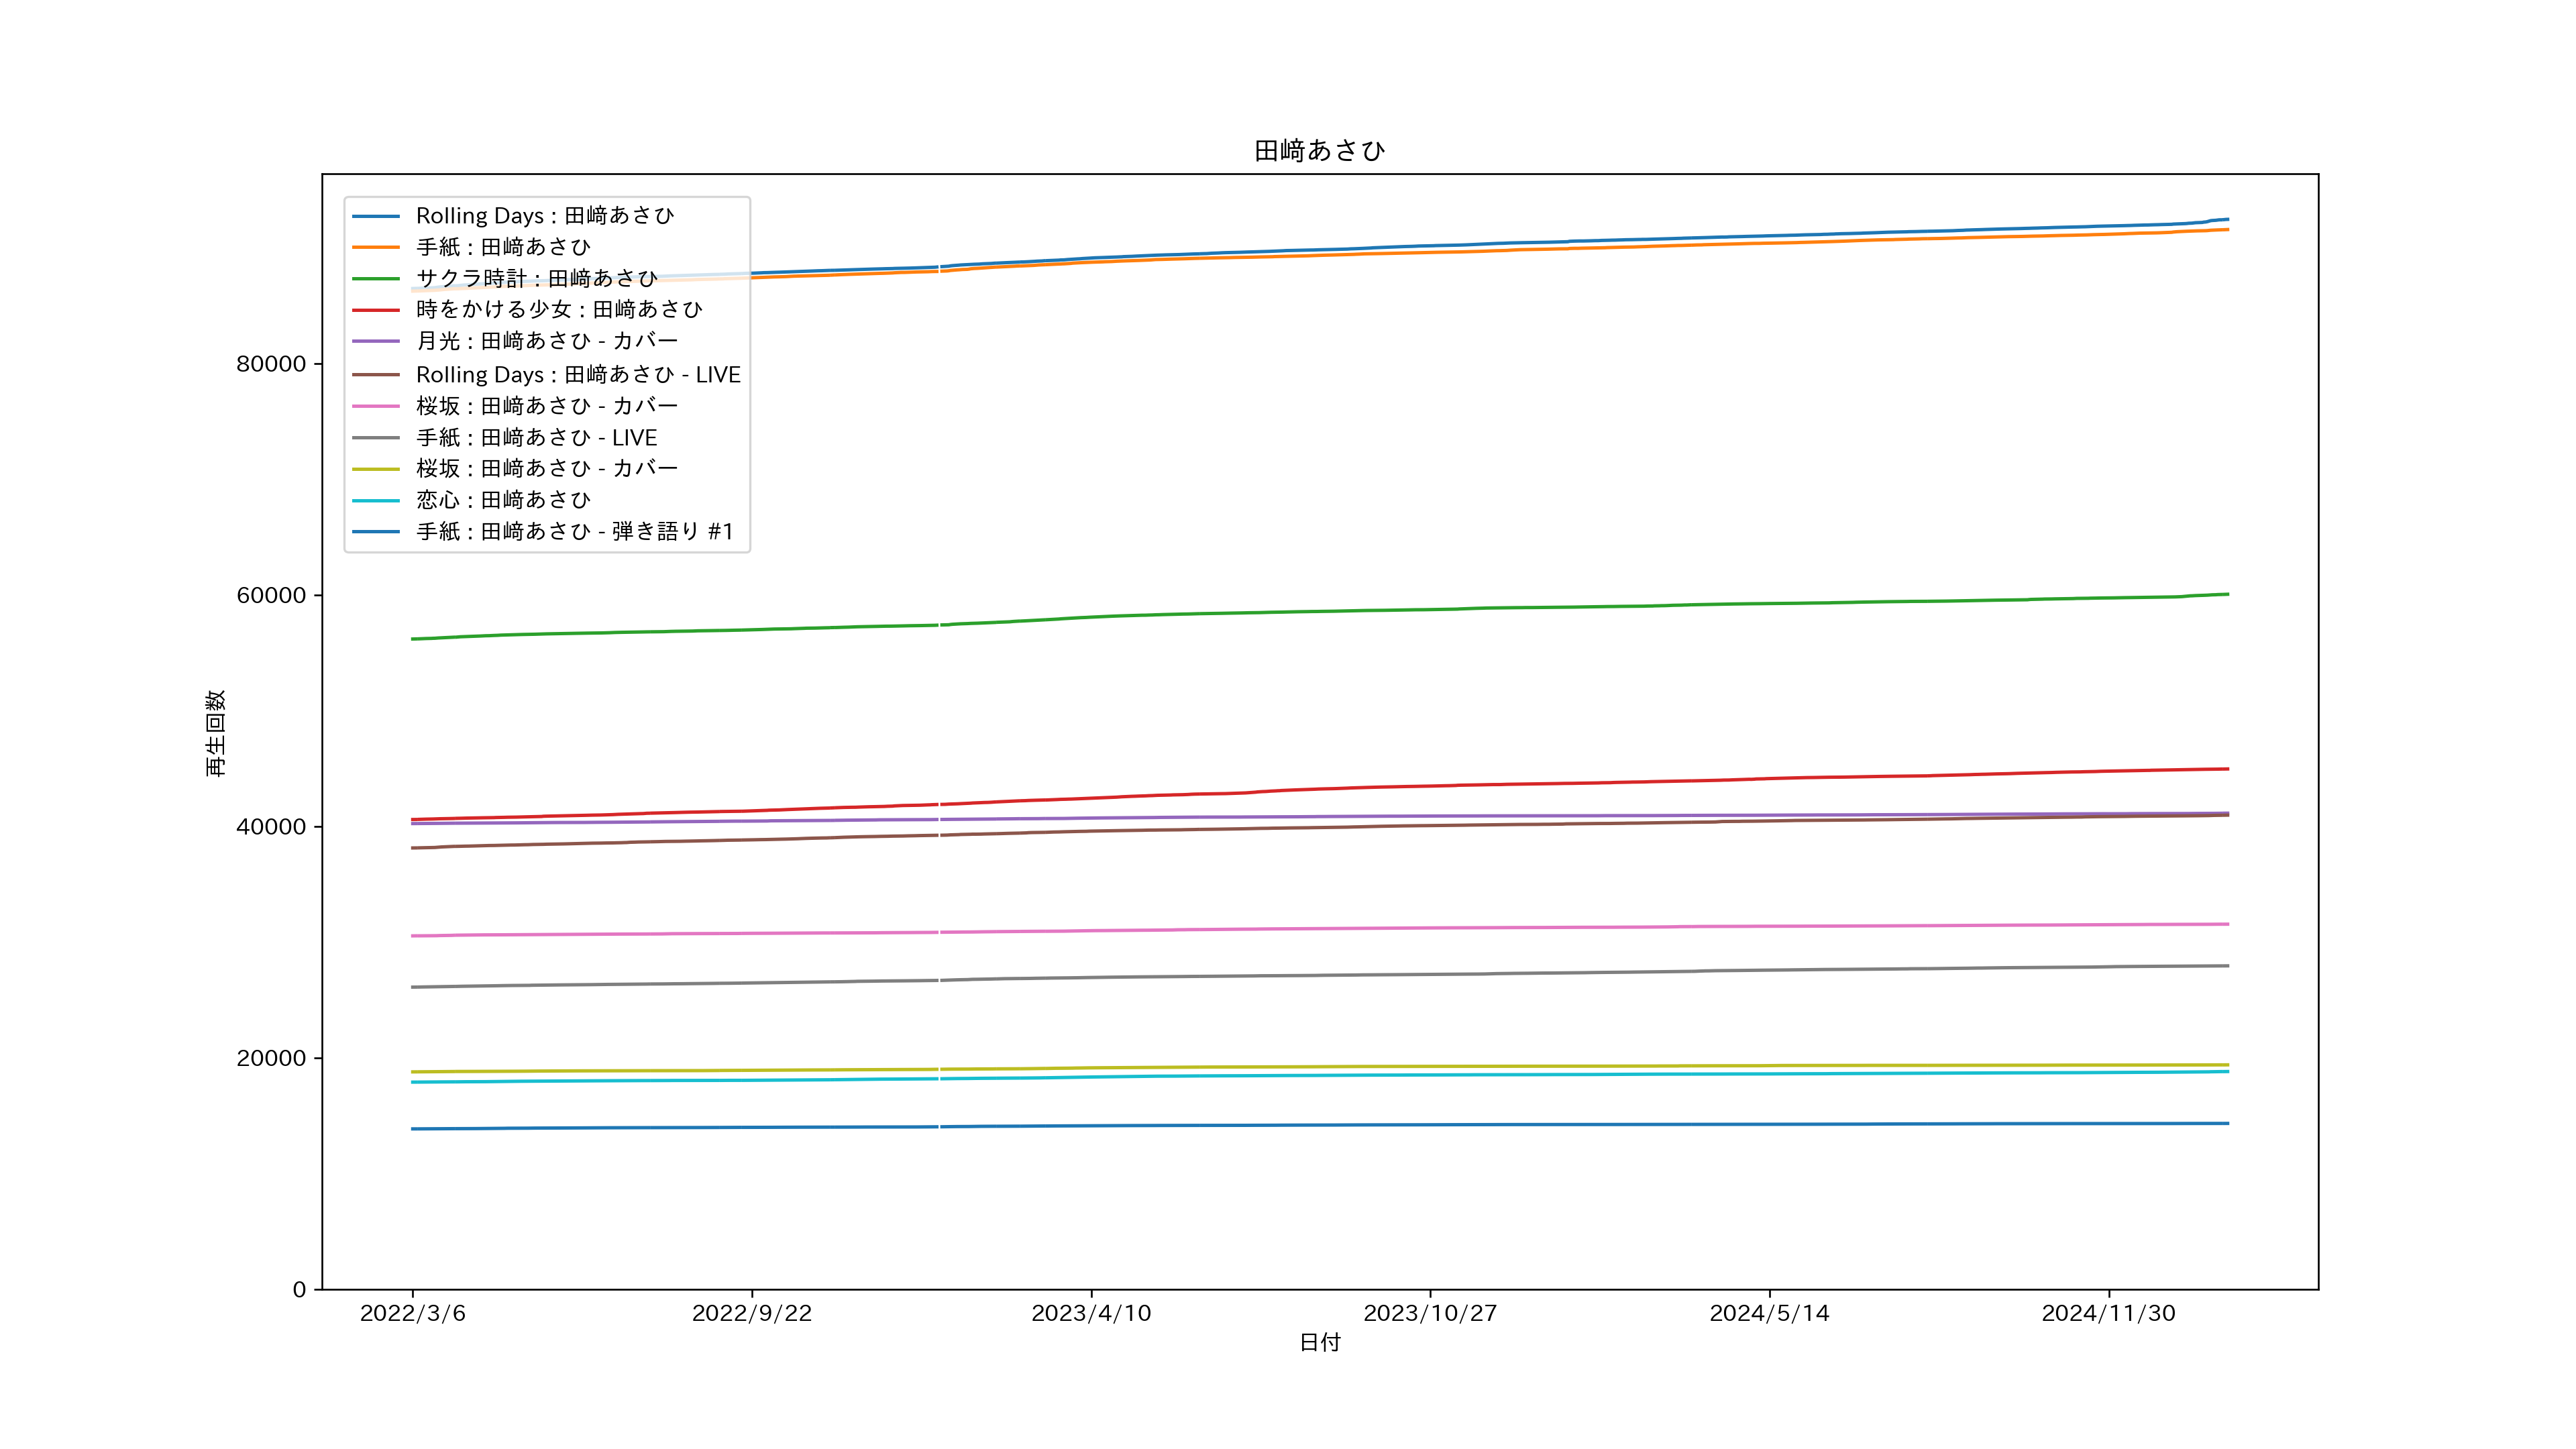 田﨑あさひ
Rolling Days : 田﨑あさひ
手紙 : 田﨑あさひ
サクラ時計 : 田﨑あさひ
時をかける少女 : 田﨑あさひ
月光 : 田﨑あさひ - カバー
Rolling Days : 田﨑あさひ - LIVE
桜坂 : 田﨑あさひ - カバー
手紙 : 田﨑あさひ - LIVE
桜坂 : 田﨑あさひ - カバー
恋心 : 田﨑あさひ
手紙 : 田﨑あさひ - 弾き語り #1
再生回数
80000
60000
40000
20000
0
2022/3/6 2022/9/22 2023/4/10 2023/10/27 2024/5/14 2024/11/30
日付